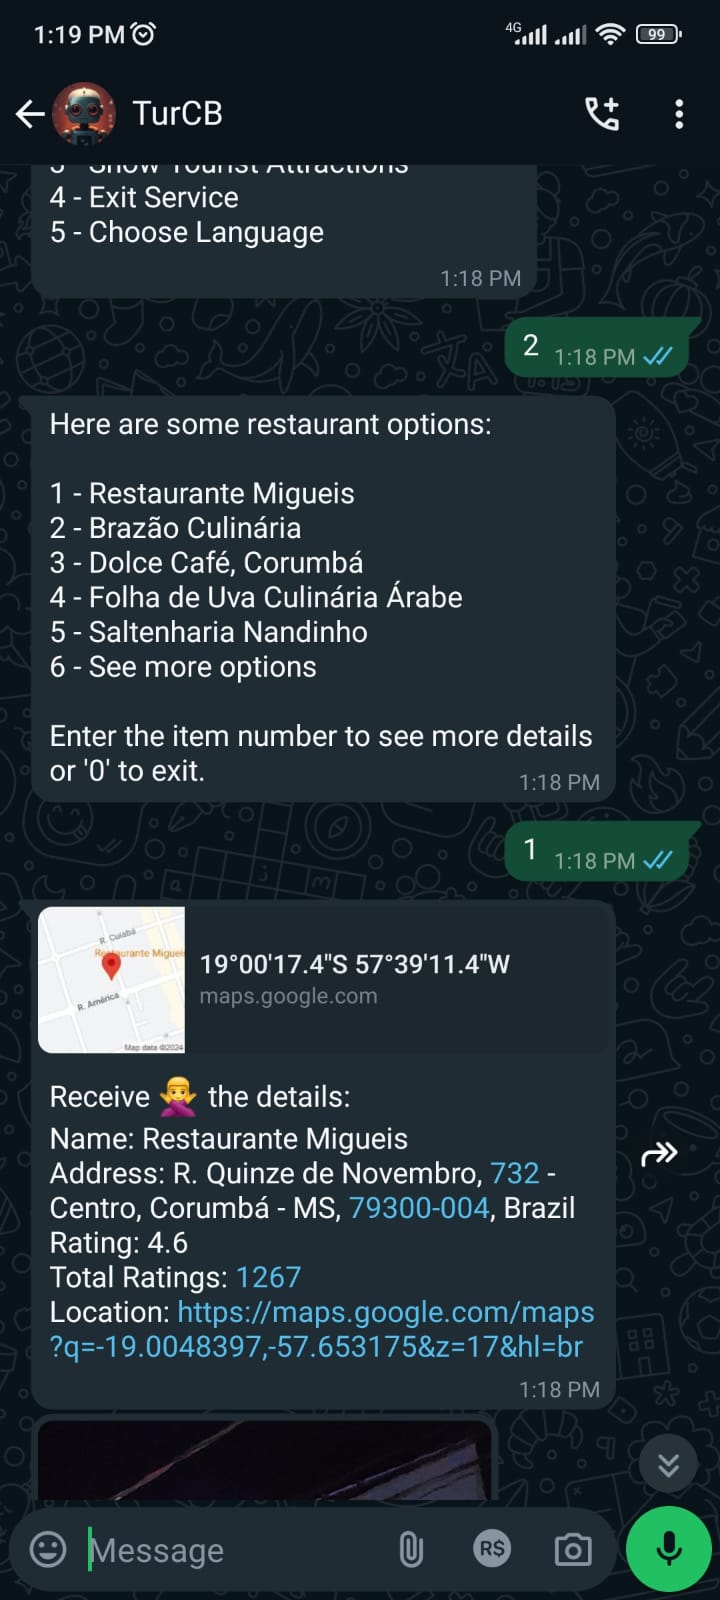 1:19 PM
4G
99
TurCB
3 - Show Tourist Attractions
4 - Exit Service
5 - Choose Language
1:18 PM
2 1:18 PM
Here are some restaurant options:
1 - Restaurante Migueis
2 - Brazão Culinária
3 - Dolce Café, Corumbá
4 - Folha de Uva Culinária Árabe
5 - Saltenharia Nandinho
6 - See more options
Enter the item number to see more details
or '0' to exit.
1:18 PM
1 1:18 PM
R. Cuiabá
Restaurante Miguei
R. América
Map data ©2024
19°00'17.4"S 57°39'11.4"W
maps.google.com
Receive 🙅‍♀️ the details:
Name: Restaurante Migueis
Address: R. Quinze de Novembro, 732 -
Centro, Corumbá - MS, 79300-004, Brazil
Rating: 4.6
Total Ratings: 1267
Location: https://maps.google.com/maps
?q=-19.0048397,-57.653175&z=17&hl=br
1:18 PM
Message
R$